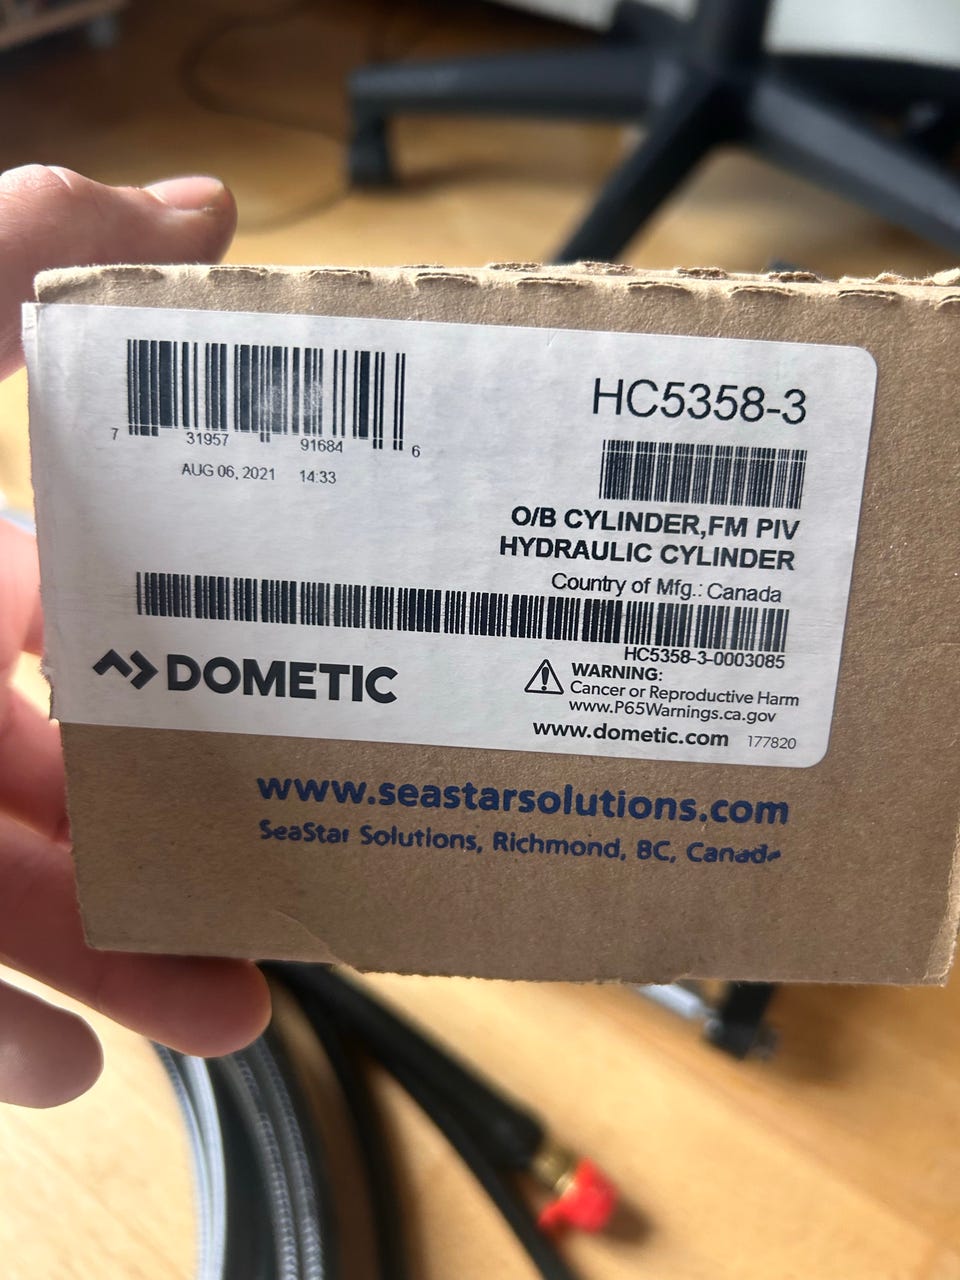 HC5358-3
7 31957 91684 6
AUG 06, 2021 14:33
O/B CYLINDER,FM PIV
HYDRAULIC CYLINDER
Country of Mfg.: Canada
HC5358-3-0003085
DOMETIC
WARNING:
Cancer or Reproductive Harm
www.P65Warnings.ca.gov
www.dometic.com 177820
www.seastarsolutions.com
SeaStar Solutions, Richmond, BC, Canada